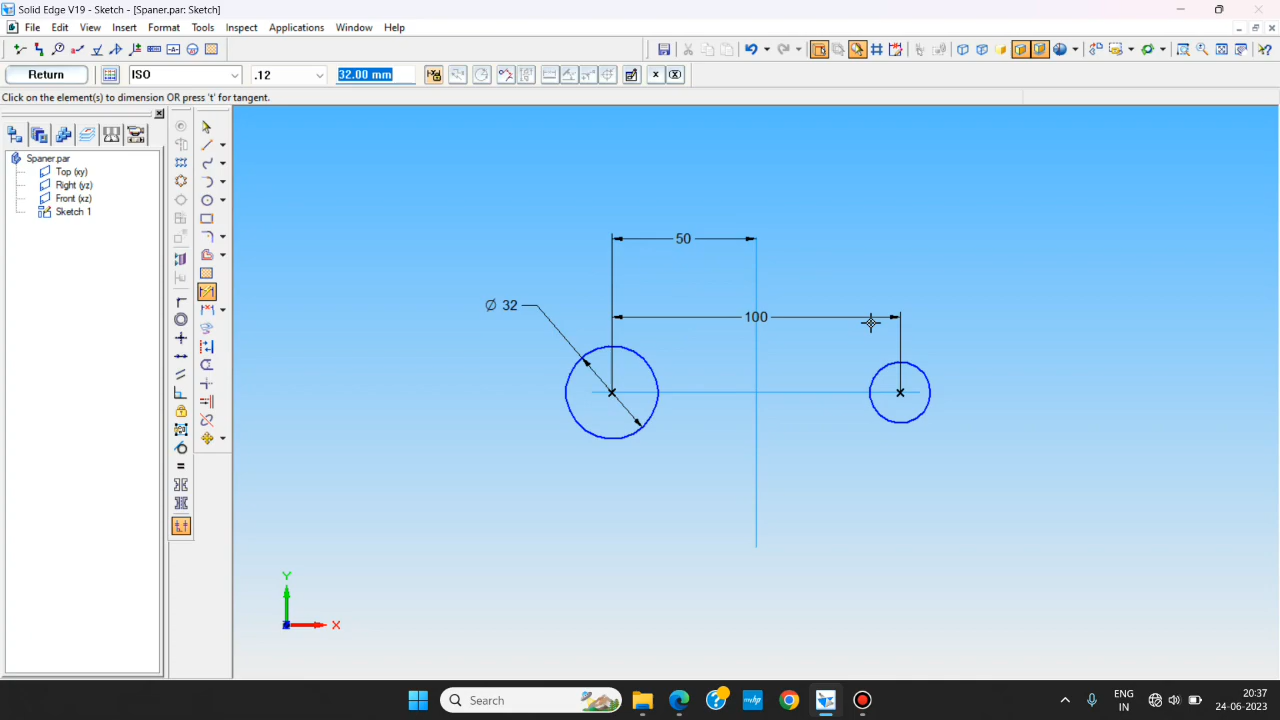 Solid Edge V19 - Sketch - [Spaner.par: Sketch]
File Edit View Insert Format Tools Inspect Applications Window Help
Return ISO .12 32.00 mm
Click on the element(s) to dimension OR press 't' for tangent.
Spaner.par
Top (xy)
Right (yz)
Front (xz)
Sketch 1
50
Ø 32
100
Y
X
Search
ENG
IN
20:37
24-06-2023